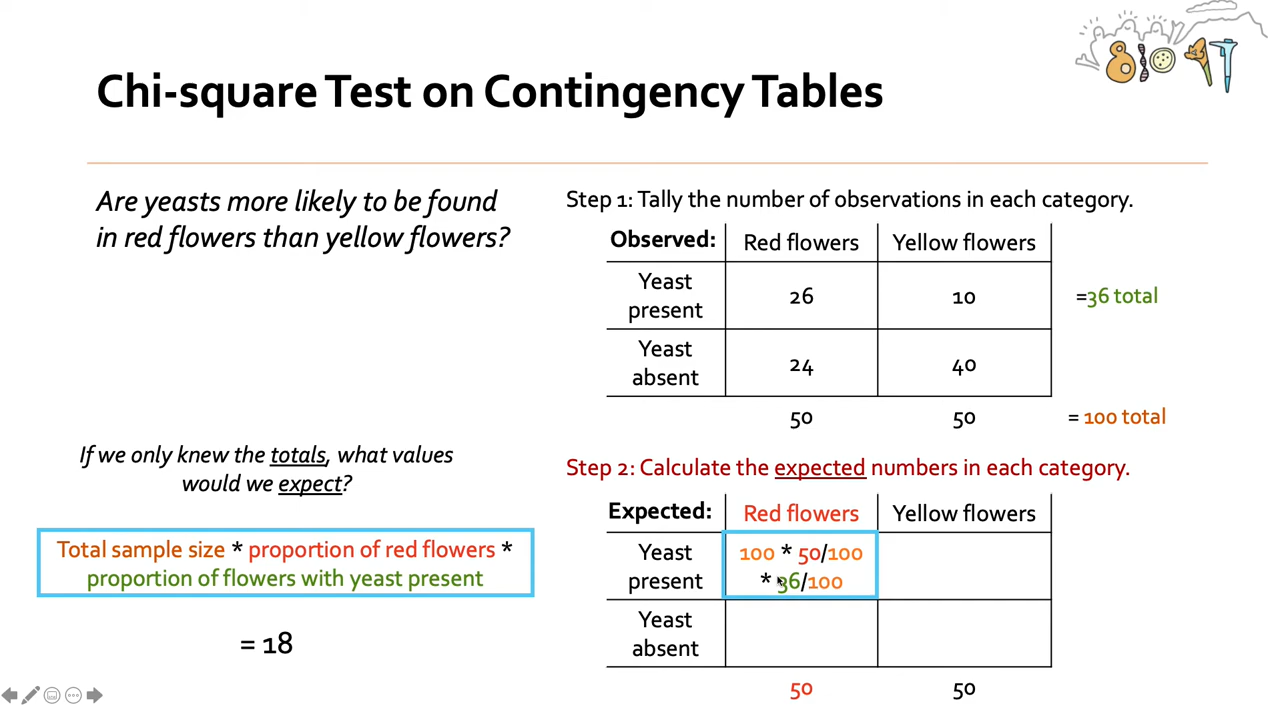 BIOAT
Chi-square Test on Contingency Tables
Are yeasts more likely to be found
in red flowers than yellow flowers?
If we only knew the totals, what values
would we expect?
Total sample size * proportion of red flowers *
proportion of flowers with yeast present
= 18
Step 1: Tally the number of observations in each category.
Observed: Red flowers Yellow flowers
Yeast
present 26 10 =36 total
Yeast
absent 24 40
50 50 = 100 total
Step 2: Calculate the expected numbers in each category.
Expected: Red flowers Yellow flowers
Yeast 100 * 50/100
present * 36/100
Yeast
absent
50 50